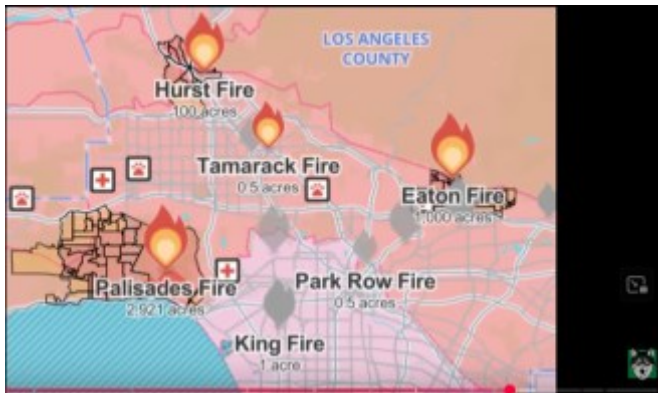 LOS ANGELES
COUNTY
Hurst Fire
100 acres
Tamarack Fire
0.5 acres
Eaton Fire
1,000 acres
Palisades Fire
2,921 acres
Park Row Fire
0.5 acres
King Fire
1 acre